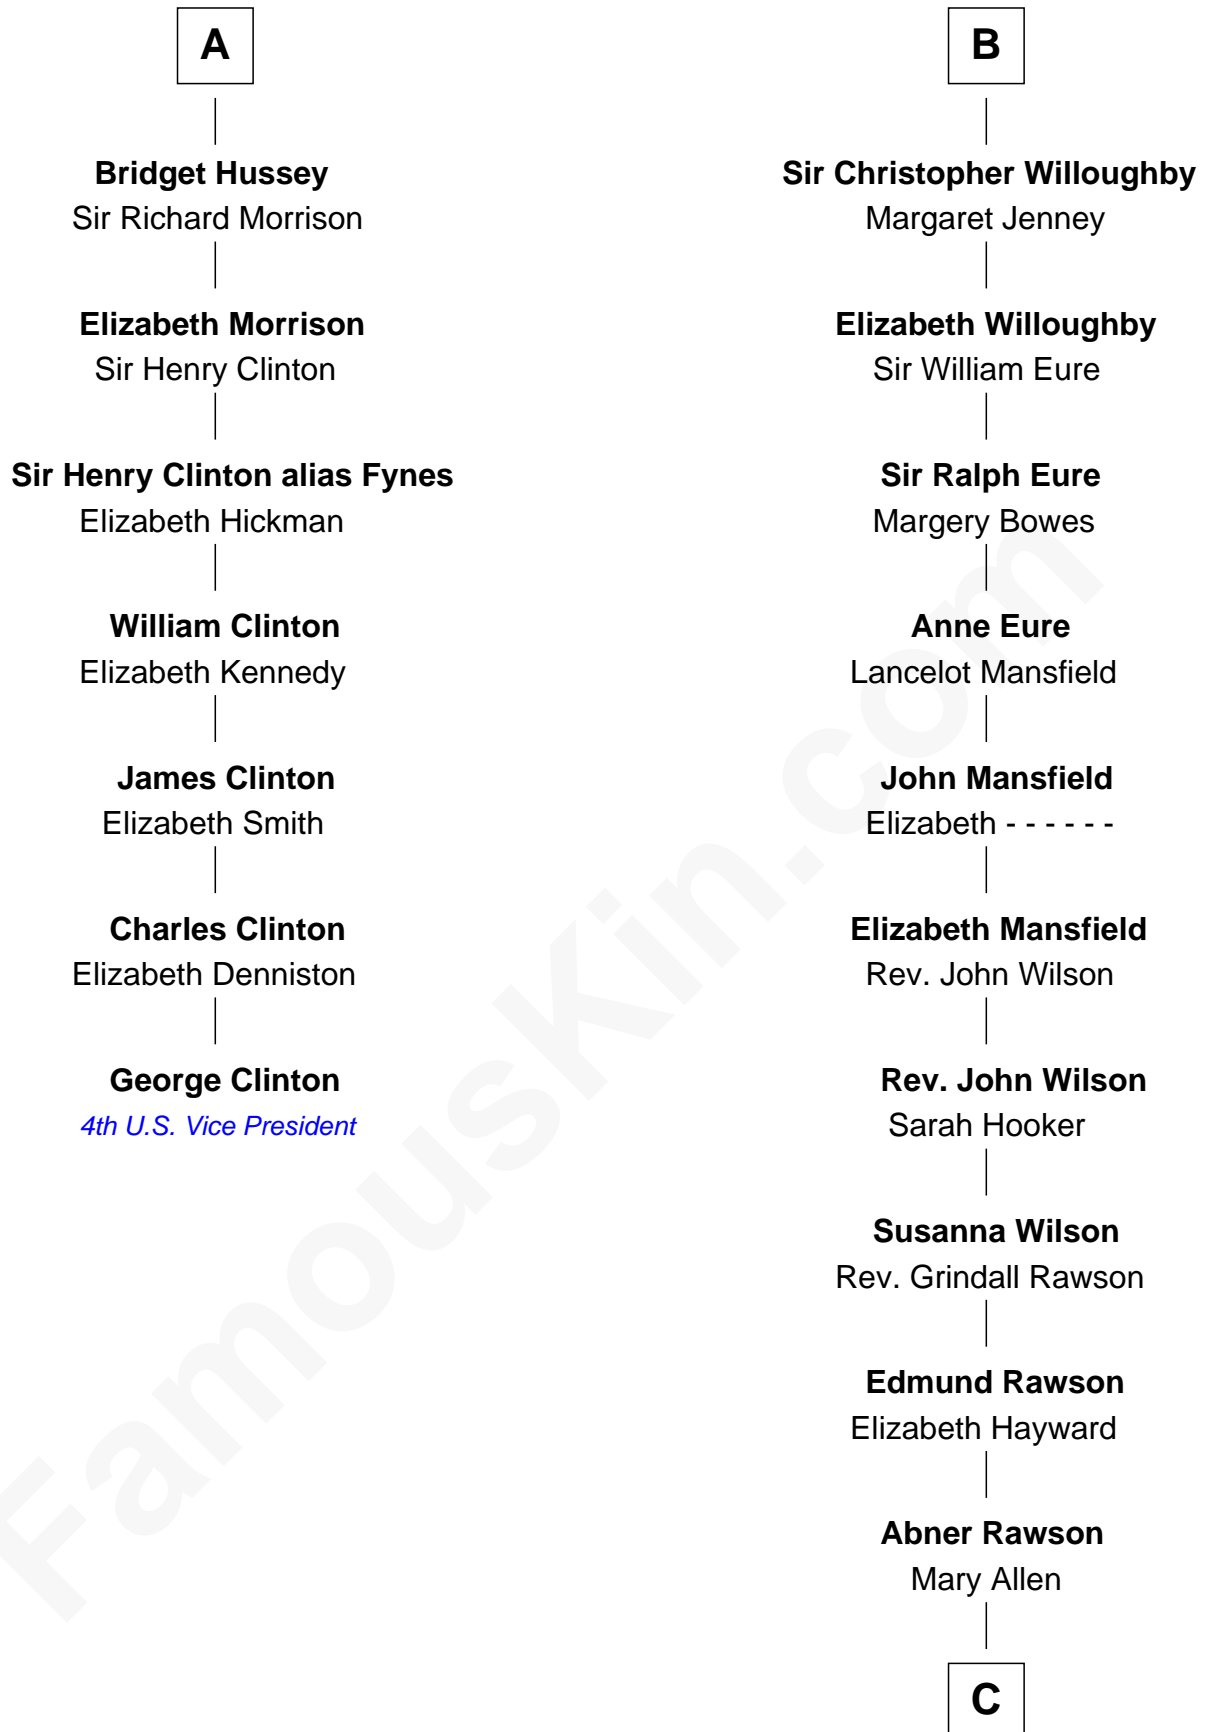 A
Bridget Hussey
Sir Richard Morrison
Elizabeth Morrison
Sir Henry Clinton
Sir Henry Clinton alias Fynes
Elizabeth Hickman
William Clinton
Elizabeth Kennedy
James Clinton
Elizabeth Smith
Charles Clinton
Elizabeth Denniston
George Clinton
4th U.S. Vice President
B
Sir Christopher Willoughby
Margaret Jenney
Elizabeth Willoughby
Sir William Eure
Sir Ralph Eure
Margery Bowes
Anne Eure
Lancelot Mansfield
John Mansfield
Elizabeth - - - - - -
Elizabeth Mansfield
Rev. John Wilson
Rev. John Wilson
Sarah Hooker
Susanna Wilson
Rev. Grindall Rawson
Edmund Rawson
Elizabeth Hayward
Abner Rawson
Mary Allen
C
FamousKin.com